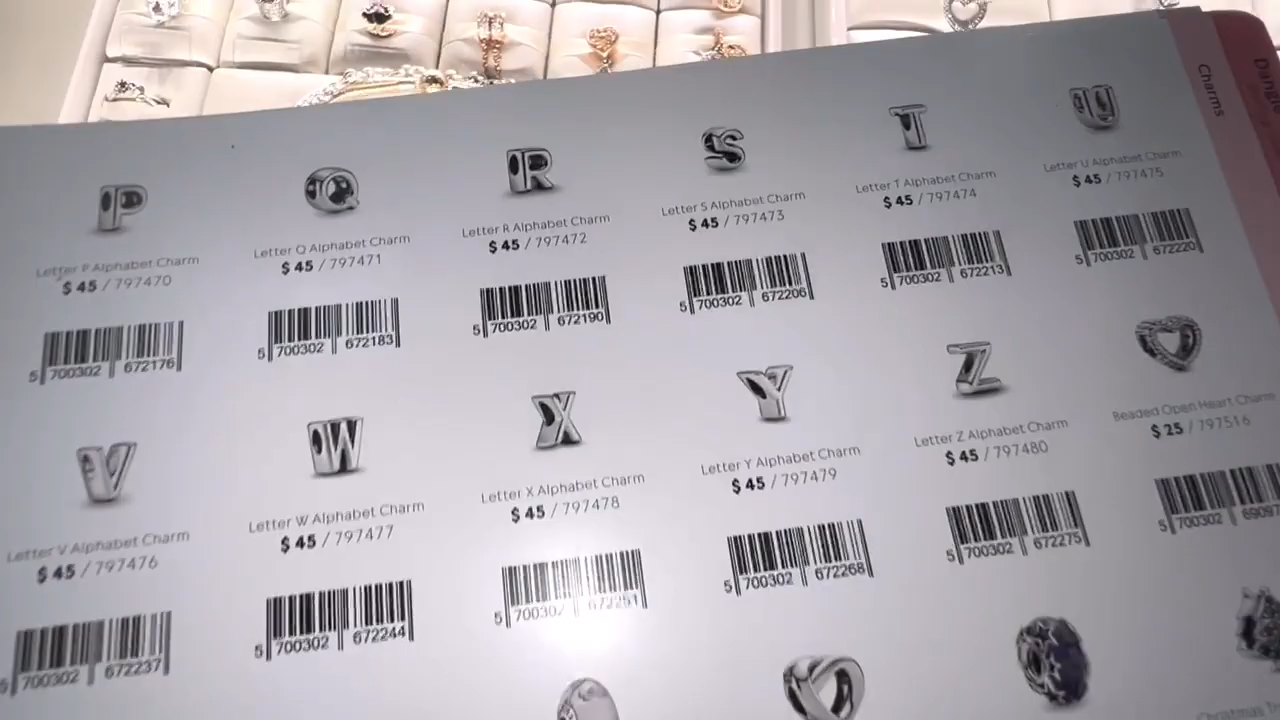 Charms
Letter P Alphabet Charm
$ 45 / 797470
5 700302 672176
Letter Q Alphabet Charm
$ 45 / 797471
5 700302 672183
Letter R Alphabet Charm
$ 45 / 797472
5 700302 672190
Letter S Alphabet Charm
$ 45 / 797473
5 700302 672206
Letter T Alphabet Charm
$ 45 / 797474
5 700302 672213
Letter U Alphabet Charm
$ 45 / 797475
5 700302 672220
Letter V Alphabet Charm
$ 45 / 797476
5 700302 672237
Letter W Alphabet Charm
$ 45 / 797477
5 700302 672244
Letter X Alphabet Charm
$ 45 / 797478
5 700302 672251
Letter Y Alphabet Charm
$ 45 / 797479
5 700302 672268
Letter Z Alphabet Charm
$ 45 / 797480
5 700302 672275
Beaded Open Heart Charm
$ 25 / 797516
5 700302
Christmas